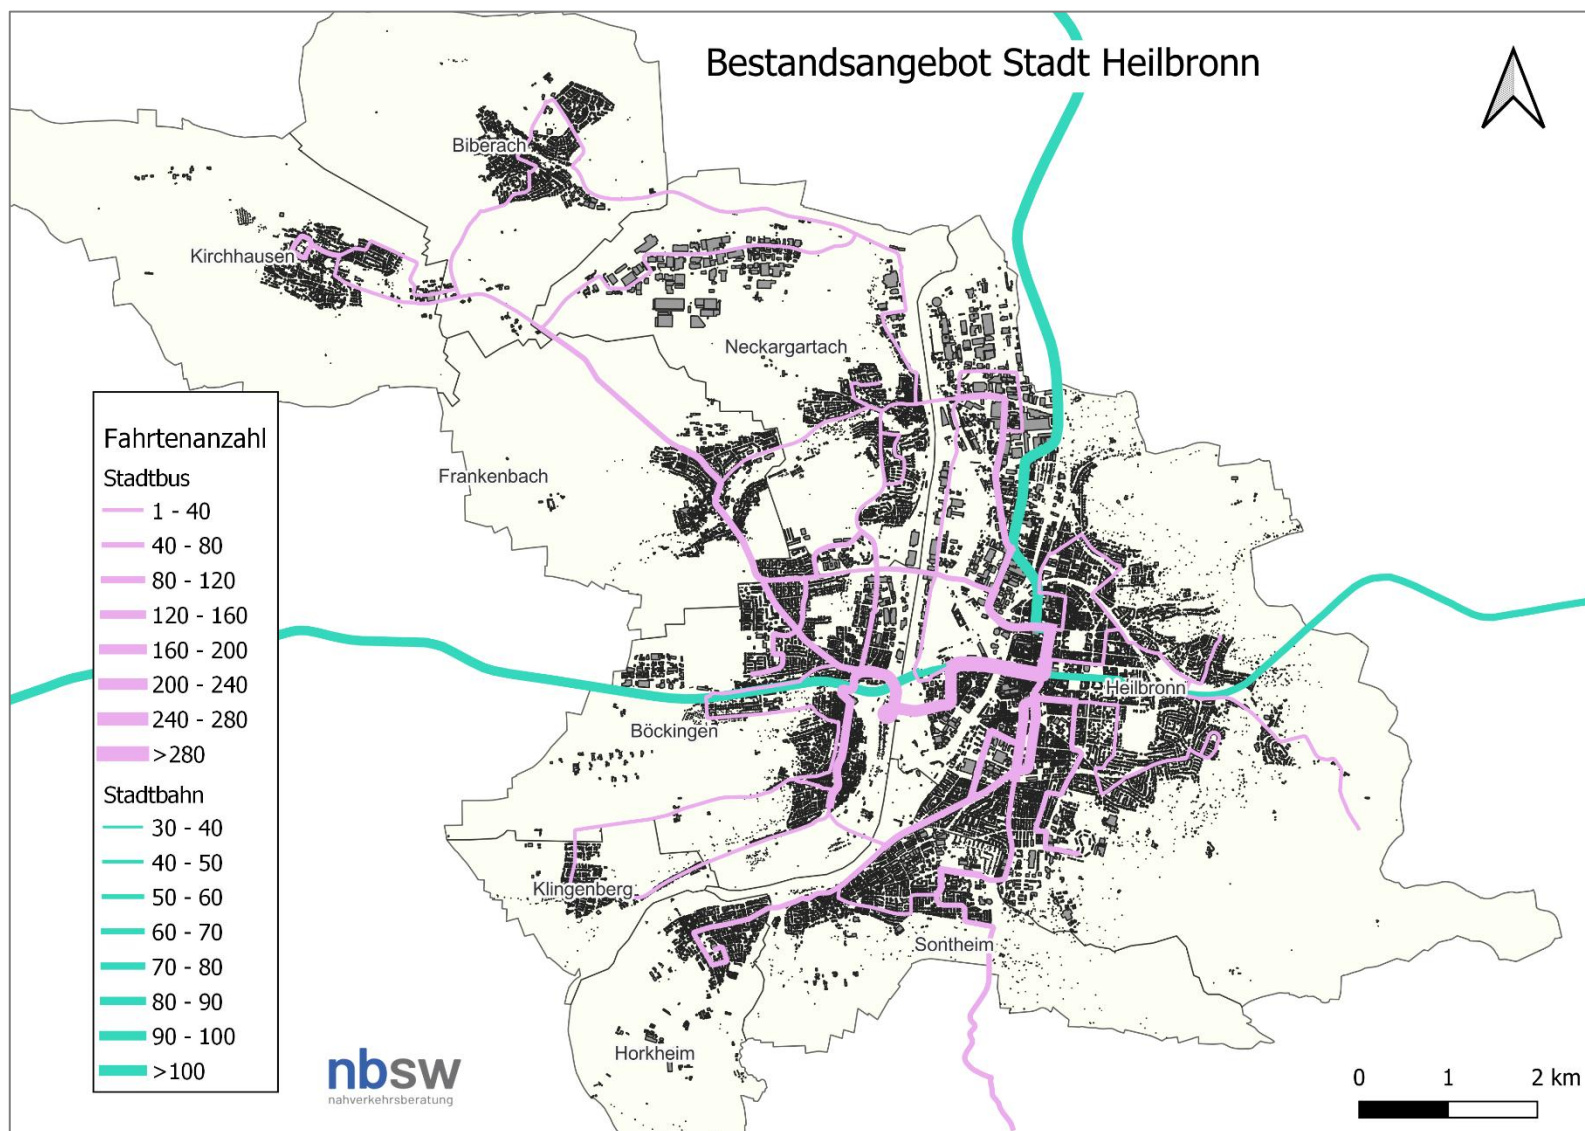 Bestandsangebot Stadt Heilbronn
Biberach
Kirchhausen
Neckargartach
Frankenbach
Heilbronn
Böckingen
Klingenberg
Sontheim
Horkheim
Fahrtenanzahl
Stadtbus
1 - 40
40 - 80
80 - 120
120 - 160
160 - 200
200 - 240
240 - 280
>280
Stadtbahn
30 - 40
40 - 50
50 - 60
60 - 70
70 - 80
80 - 90
90 - 100
>100
nbsw
nahverkehrsberatung
0 1 2 km